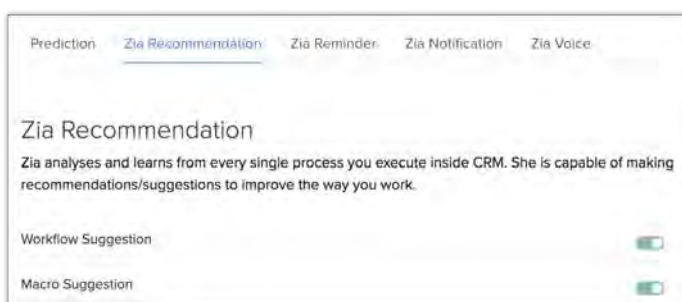 Prediction Zia Recommendation Zia Reminder Zia Notification Zia Voice
Zia Recommendation
Zia analyses and learns from every single process you execute inside CRM. She is capable of making
recommendations/suggestions to improve the way you work.
Workflow Suggestion
Macro Suggestion